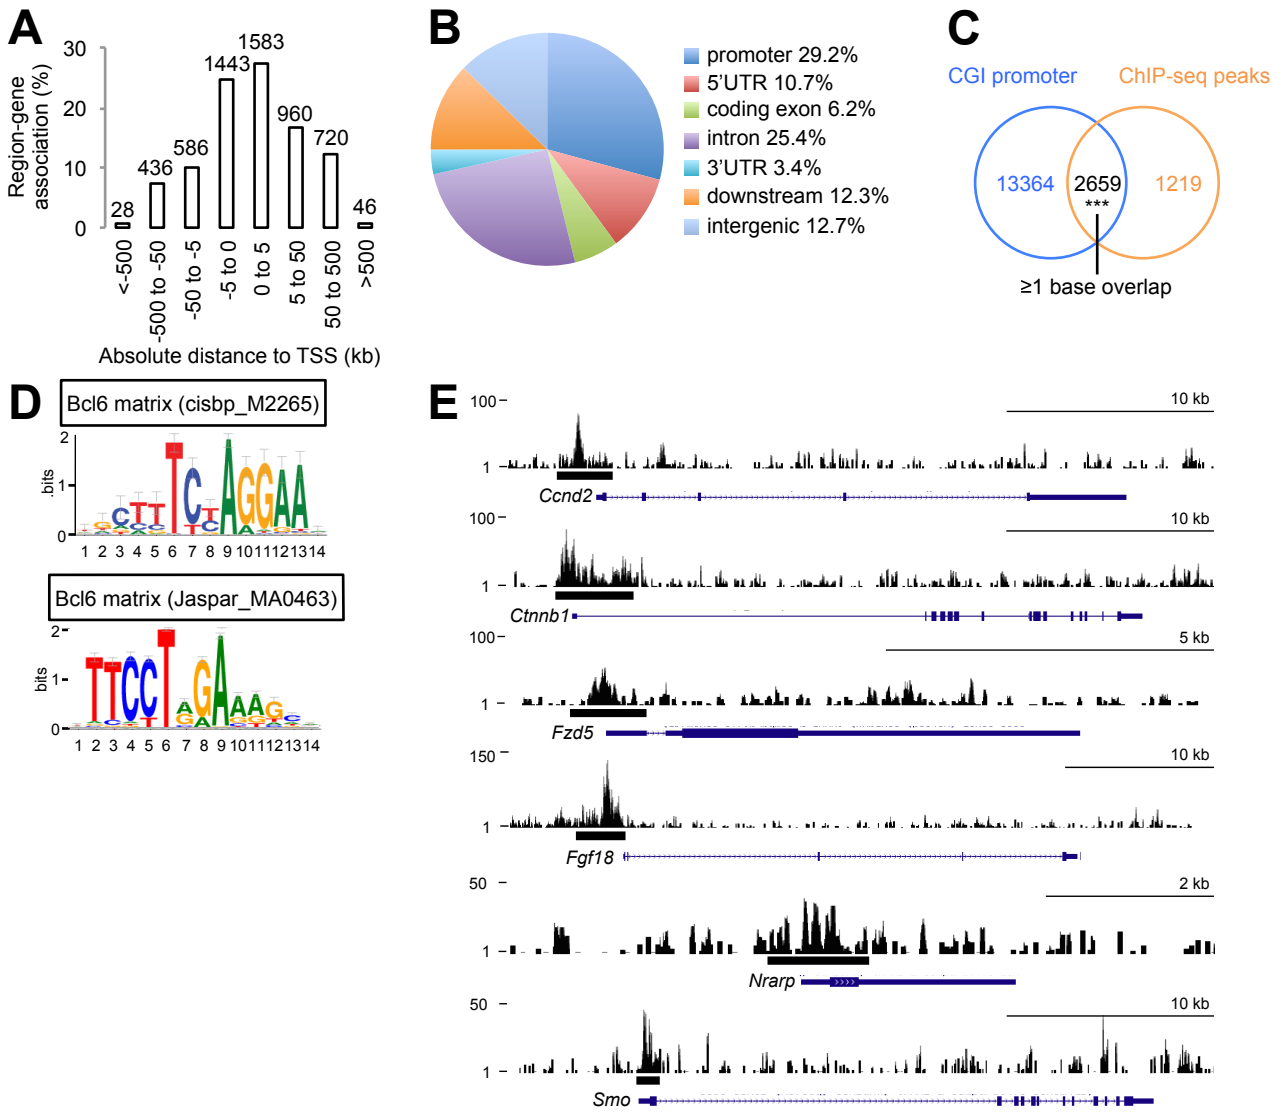 A
Region-gene
association (%)
30
20
10
0
28
436
586
1443
1583
960
720
46
<-500
-500 to -50
-50 to -5
-5 to 0
0 to 5
5 to 50
50 to 500
>500
Absolute distance to TSS (kb)
B
promoter 29.2%
5'UTR 10.7%
coding exon 6.2%
intron 25.4%
3'UTR 3.4%
downstream 12.3%
intergenic 12.7%
C
CGI promoter
ChIP-seq peaks
13364
2659
***
1219
≥1 base overlap
D
Bcl6 matrix (cisbp_M2265)
2
1
0
.bits
1 2 3 4 5 6 7 8 9 10 11 12 13 14
Bcl6 matrix (Jaspar_MA0463)
2
1
0
bits
1 2 3 4 5 6 7 8 9 10 11 12 13 14
E
100
1
10 kb
Ccnd2
100
1
10 kb
Ctnnb1
100
1
5 kb
Fzd5
150
1
10 kb
Fgf18
50
1
2 kb
Nrarp
50
1
10 kb
Smo